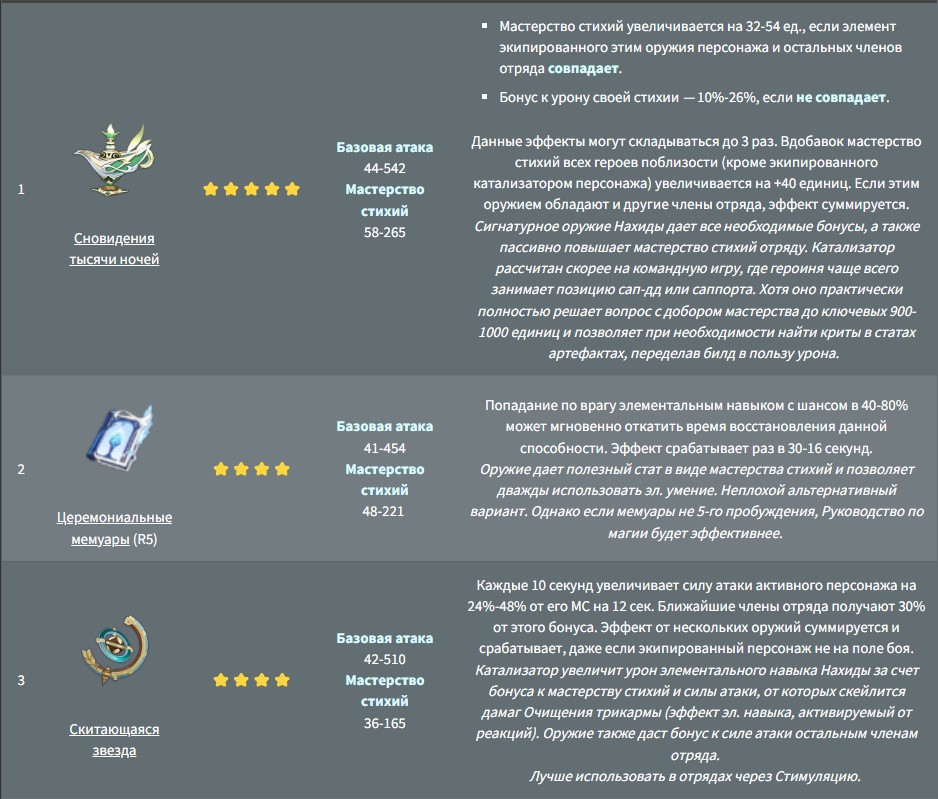 Мастерство стихий увеличивается на 32-54 ед., если элемент
экипированного этим оружия персонажа и остальных членов
отряда совпадает.
Бонус к урону своей стихии — 10%-26%, если не совпадает.
1
Сновидения
тысячи ночей
Базовая атака
44-542
Мастерство
стихий
58-265
Данные эффекты могут складываться до 3 раз. Вдобавок мастерство
стихий всех героев поблизости (кроме экипированного
катализатором персонажа) увеличивается на +40 единиц. Если этим
оружием обладают и другие члены отряда, эффект суммируется.
Сигнатурное оружие Нахиды дает все необходимые бонусы, а также
пассивно повышает мастерство стихий отряду. Катализатор
рассчитан скорее на командную игру, где героиня чаще всего
занимает позицию сап-дд или саппорта. Хотя оно практически
полностью решает вопрос с добором мастерства до ключевых 900-
1000 единиц и позволяет при необходимости найти криты в статах
артефактах, переделав билд в пользу урона.
2
Церемониальные
мемуары (R5)
Базовая атака
41-454
Мастерство
стихий
48-221
Попадание по врагу элементальным навыком с шансом в 40-80%
может мгновенно откатить время восстановления данной
способности. Эффект срабатывает раз в 30-16 секунд.
Оружие дает полезный стат в виде мастерства стихий и позволяет
дважды использовать эл. умение. Неплохой альтернативный
вариант. Однако если мемуары не 5-го пробуждения, Руководство по
магии будет эффективнее.
3
Скитающаяся
звезда
Базовая атака
42-510
Мастерство
стихий
36-165
Каждые 10 секунд увеличивает силу атаки активного персонажа на
24%-48% от его МС на 12 сек. Ближайшие члены отряда получают 30%
от этого бонуса. Эффект от нескольких оружий суммируется и
срабатывает, даже если экипированный персонаж не на поле боя.
Катализатор увеличит урон элементального навыка Нахиды за счет
бонуса к мастерству стихий и силы атаки, от которых скейлится
дамаг Очищения трикармы (эффект эл. навыка, активируемый от
реакций). Оружие также даст бонус к силе атаки остальным членам
отряда.
Лучше использовать в отрядах через Стимуляцию.